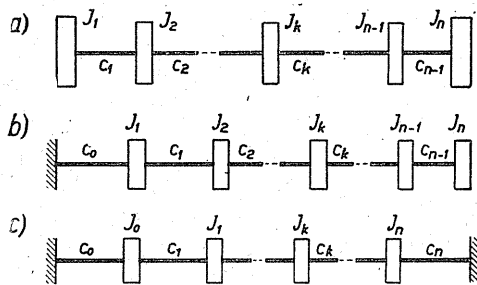 a) J₁ J₂ Jₖ Jₙ₋₁ Jₙ
c₁ c₂ cₖ cₙ₋₁
b) J₁ J₂ Jₖ Jₙ₋₁ Jₙ
c₀ c₁ c₂ cₖ cₙ₋₁
c) J₀ J₁ Jₖ Jₙ
c₀ c₁ cₖ cₙ